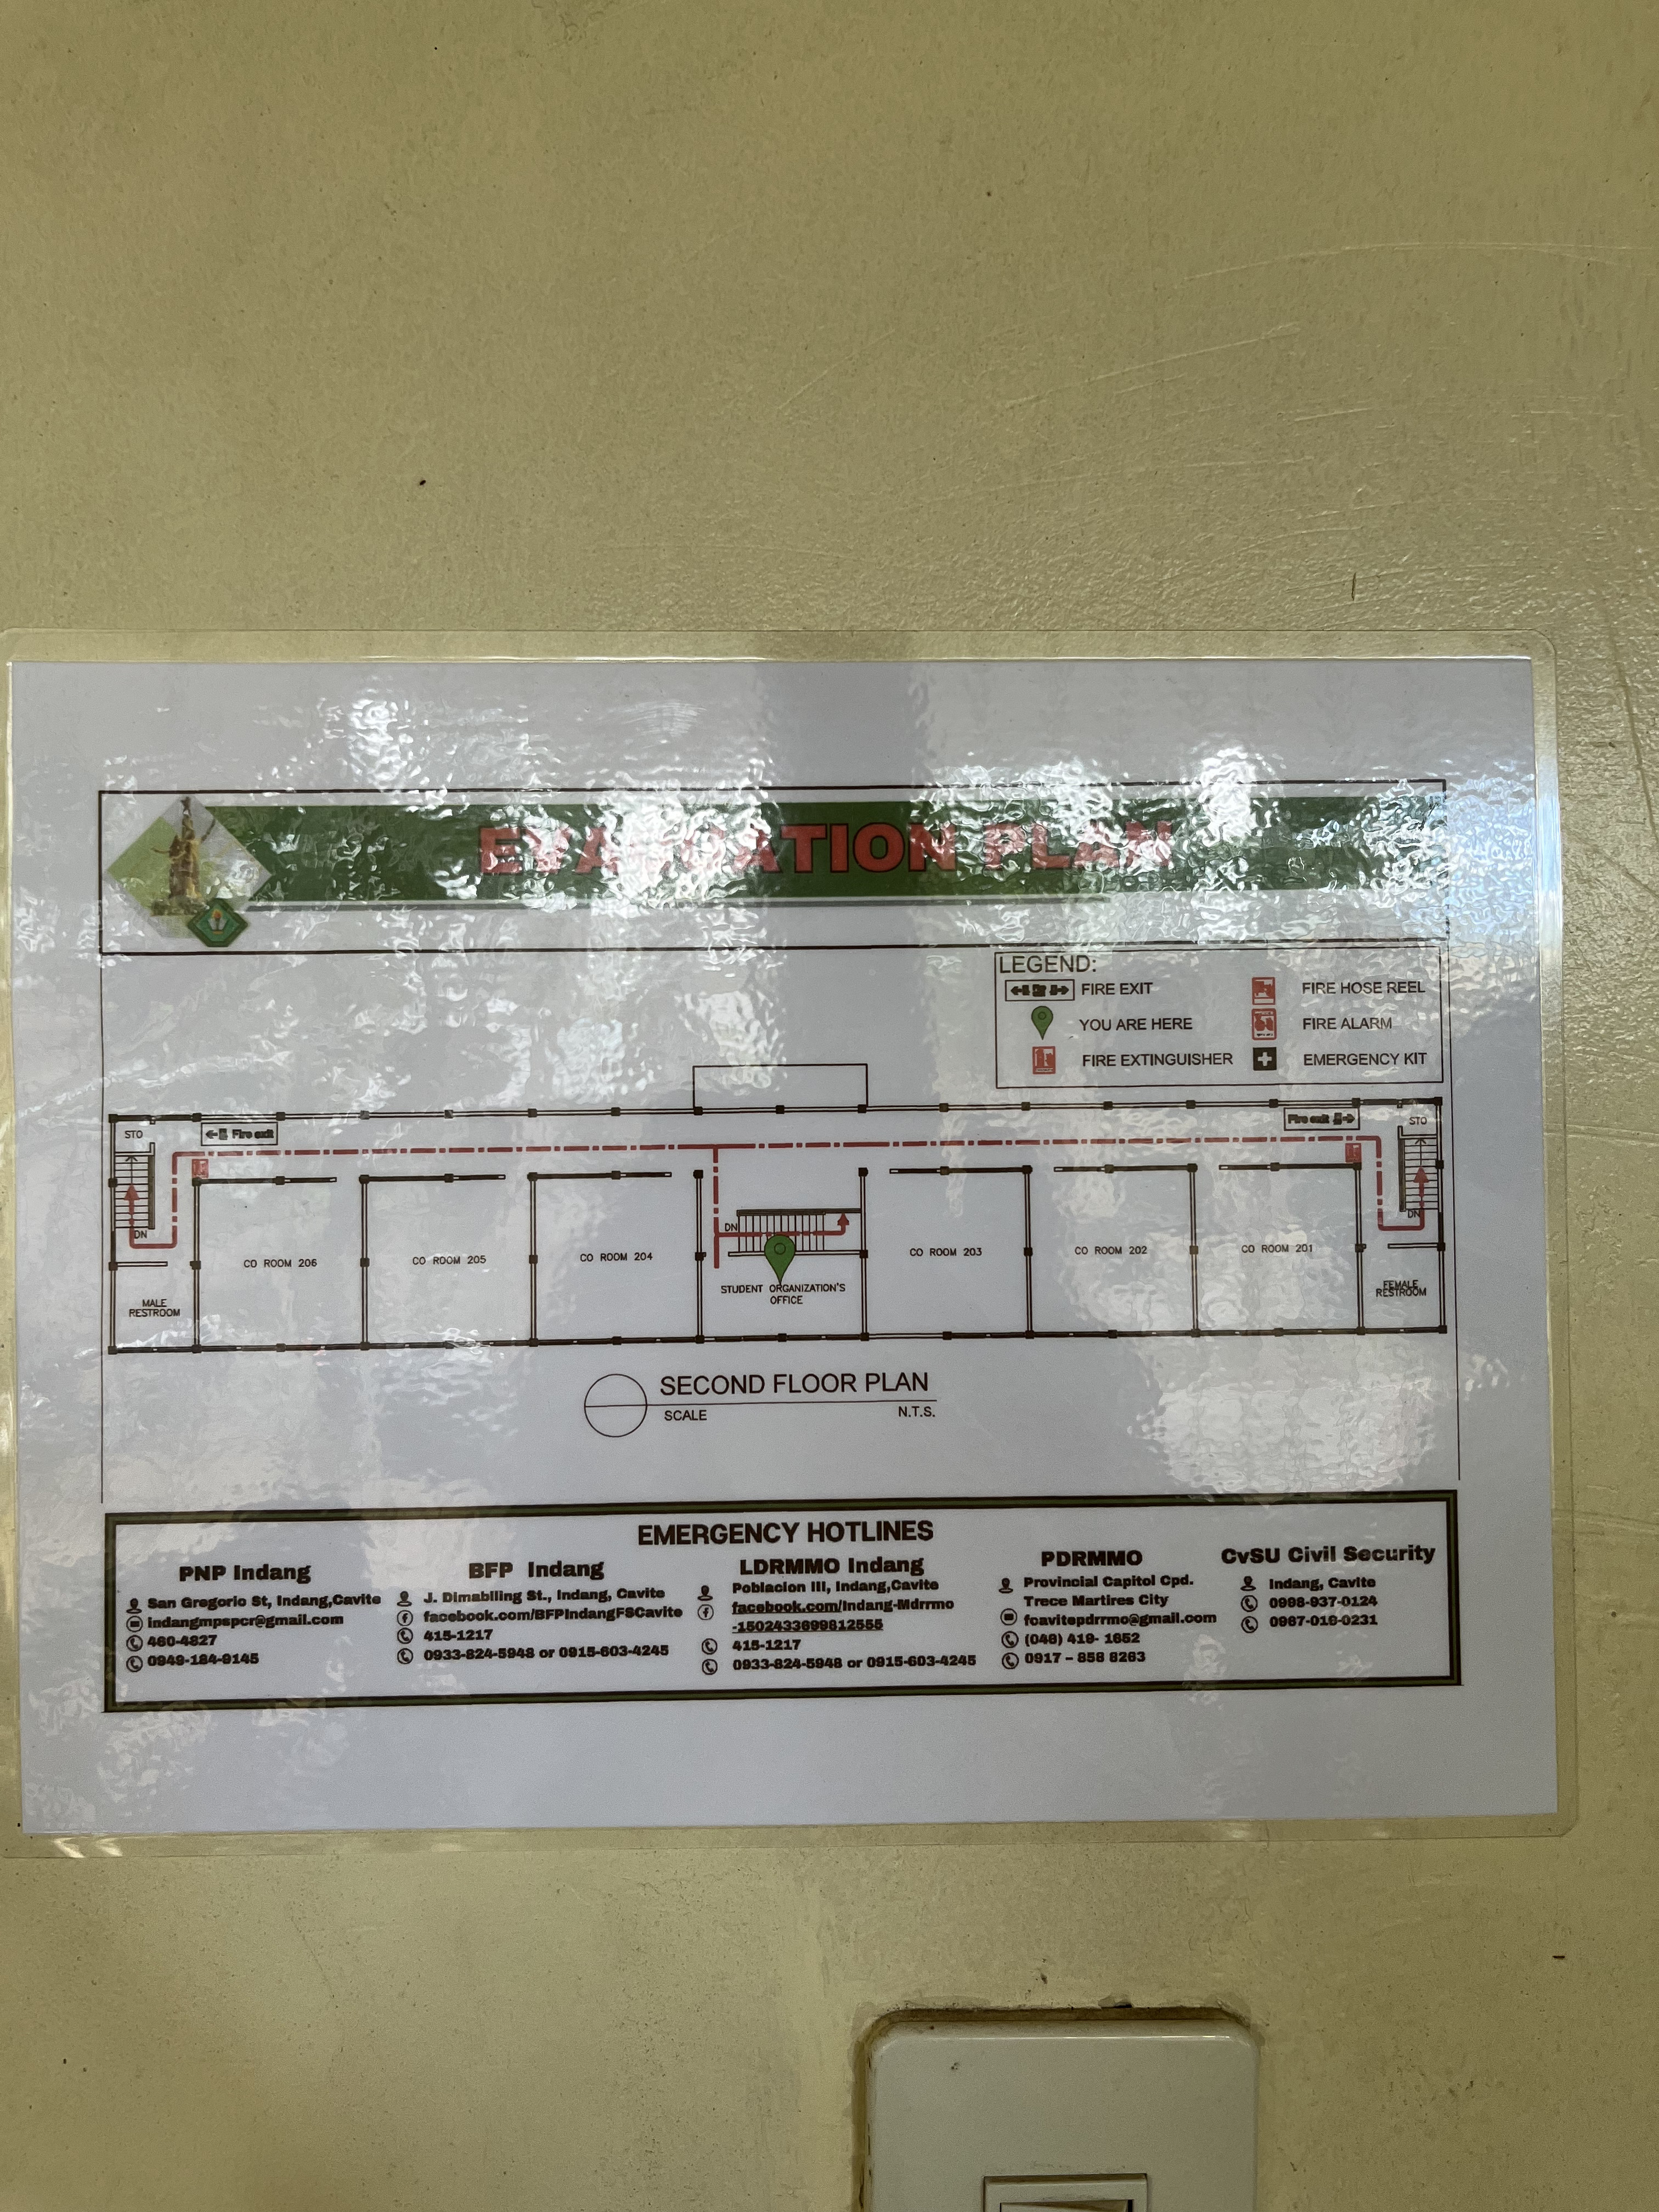 EVACUATION PLAN
LEGEND:
FIRE EXIT
FIRE HOSE REEL
YOU ARE HERE
FIRE ALARM
FIRE EXTINGUISHER
EMERGENCY KIT
STO
Fire exit
Fire exit
STO
DN
DN
DN
CO ROOM 206
CO ROOM 205
CO ROOM 204
CO ROOM 203
CO ROOM 202
CO ROOM 201
MALE
RESTROOM
STUDENT ORGANIZATION'S
OFFICE
FEMALE
RESTROOM
SECOND FLOOR PLAN
SCALE N.T.S.
EMERGENCY HOTLINES
PNP Indang
San Gregorio St, Indang,Cavite
indangmpspcr@gmail.com
460-4827
0949-184-9145
BFP Indang
J. Dimabiling St., Indang, Cavite
facebook.com/BFPIndangFSCavite
415-1217
0933-824-5948 or 0915-603-4245
LDRMMO Indang
Poblacion III, Indang,Cavite
facebook.com/Indang-Mdrrmo
-1502433699812555
415-1217
0933-824-5948 or 0915-603-4245
PDRMMO
Provincial Capitol Cpd.
Trece Martires City
fcavitepdrrmo@gmail.com
(046) 419- 1652
0917 – 858 8263
CvSU Civil Security
Indang, Cavite
0998-937-0124
0967-016-0231